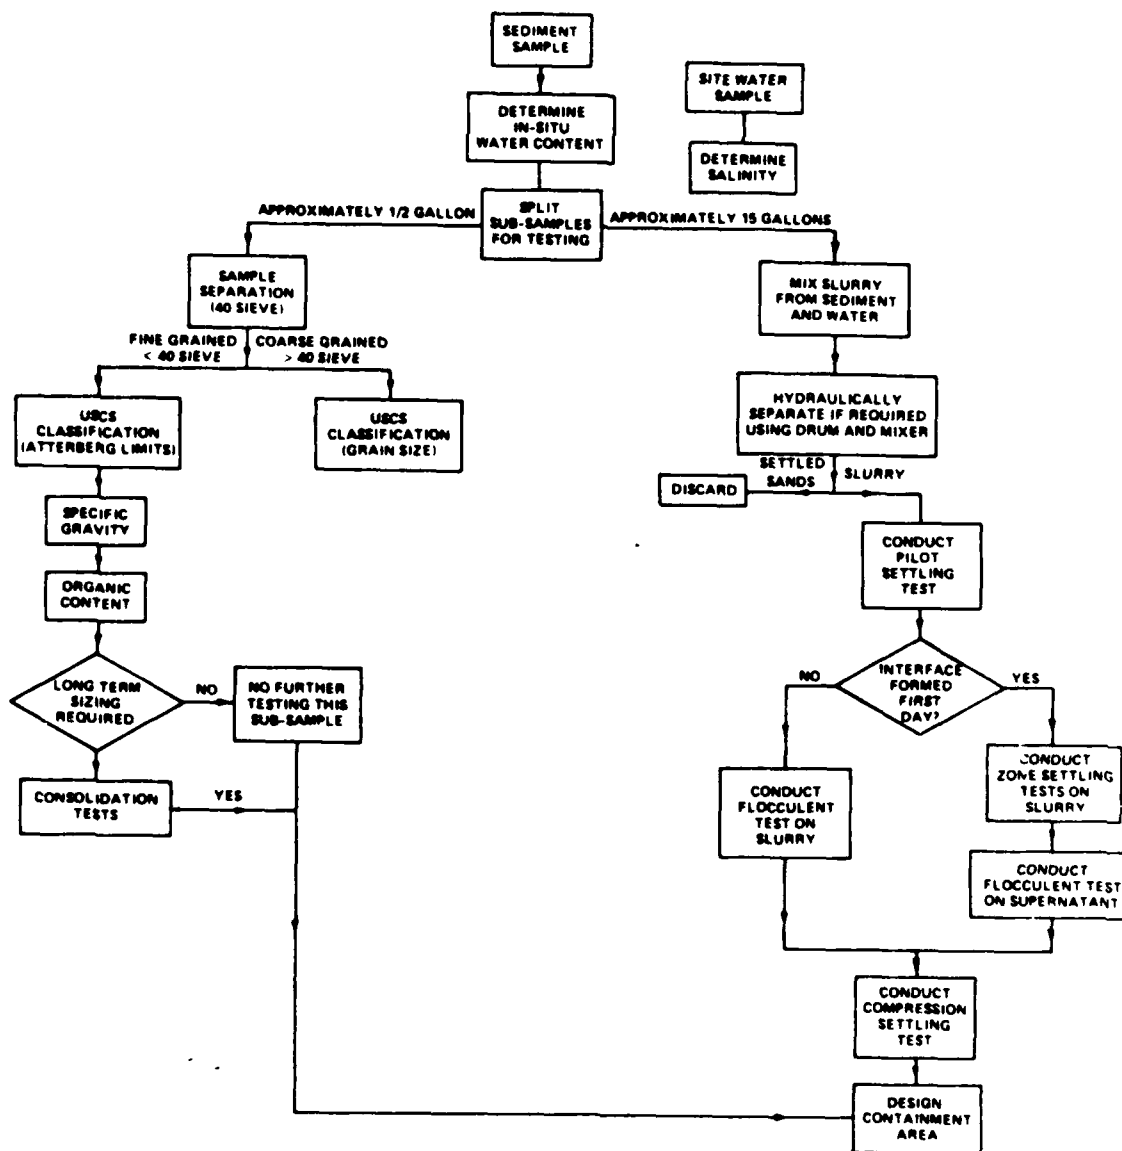 SEDIMENT
SAMPLE
SITE WATER
SAMPLE
DETERMINE
IN-SITU
WATER CONTENT
DETERMINE
SALINITY
APPROXIMATELY 1/2 GALLON
SPLIT
SUB-SAMPLES
FOR TESTING
APPROXIMATELY 15 GALLONS
SAMPLE
SEPARATION
(40 SIEVE)
MIX SLURRY
FROM SEDIMENT
AND WATER
FINE GRAINED
< 40 SIEVE
COARSE GRAINED
> 40 SIEVE
USCS
CLASSIFICATION
(ATTERBERG LIMITS)
USCS
CLASSIFICATION
(GRAIN SIZE)
HYDRAULICALLY
SEPARATE IF REQUIRED
USING DRUM AND MIXER
SETTLED
SANDS
SLURRY
DISCARD
SPECIFIC
GRAVITY
CONDUCT
PILOT
SETTLING
TEST
ORGANIC
CONTENT
LONG TERM
SIZING
REQUIRED
NO
NO FURTHER
TESTING THIS
SUB-SAMPLE
NO
INTERFACE
FORMED
FIRST
DAY?
YES
CONSOLIDATION
TESTS
YES
CONDUCT
FLOCCULENT
TEST ON
SLURRY
CONDUCT
ZONE SETTLING
TESTS ON
SLURRY
CONDUCT
FLOCCULENT TEST
ON SUPERNATANT
CONDUCT
COMPRESSION
SETTLING
TEST
DESIGN
CONTAINMENT
AREA